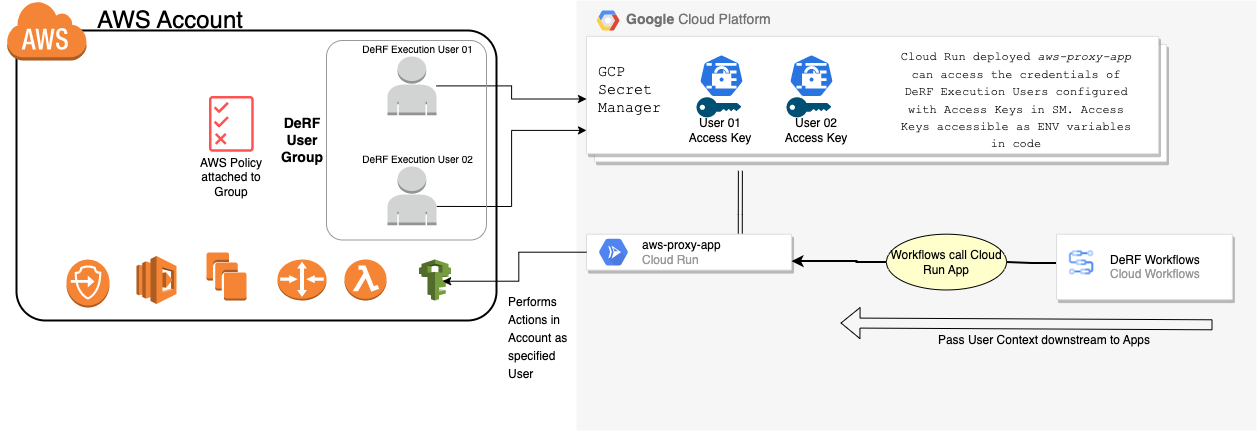 AWS
AWS Account
DeRF Execution User 01
DeRF
User
Group
AWS Policy
attached to
Group
DeRF Execution User 02
Performs
Actions in
Account as
specified
User
Google Cloud Platform
GCP
Secret
Manager
User 01
Access Key
User 02
Access Key
Cloud Run deployed aws-proxy-app
can access the credentials of
DeRF Execution Users configured
with Access Keys in SM. Access
Keys accessible as ENV variables
in code
aws-proxy-app
Cloud Run
Workflows call Cloud
Run App
DeRF Workflows
Cloud Workflows
Pass User Context downstream to Apps